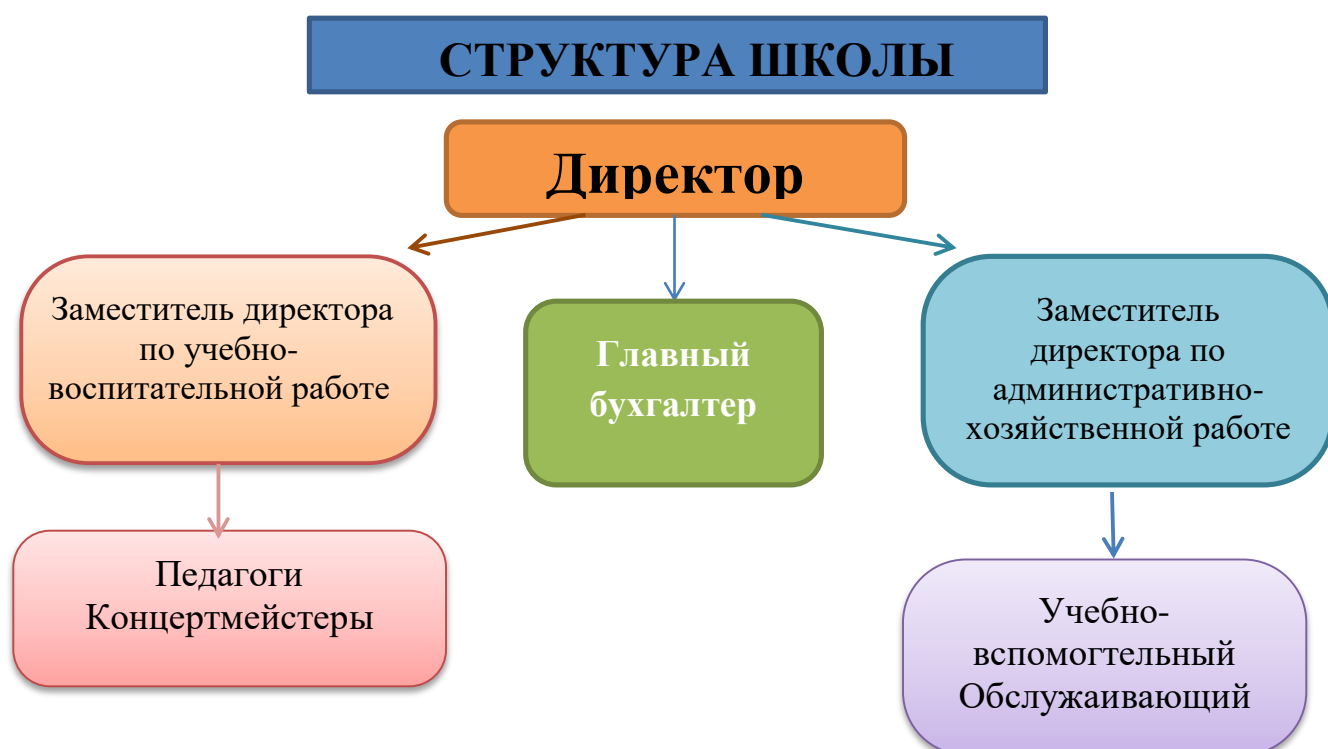 СТРУКТУРА ШКОЛЫ
Директор
Заместитель директора
по учебно-
воспитательной работе
Главный
бухгалтер
Заместитель
директора по
административно-
хозяйственной работе
Педагоги
Концертмейстеры
Учебно-
вспомогтельный
Обслужаивающий